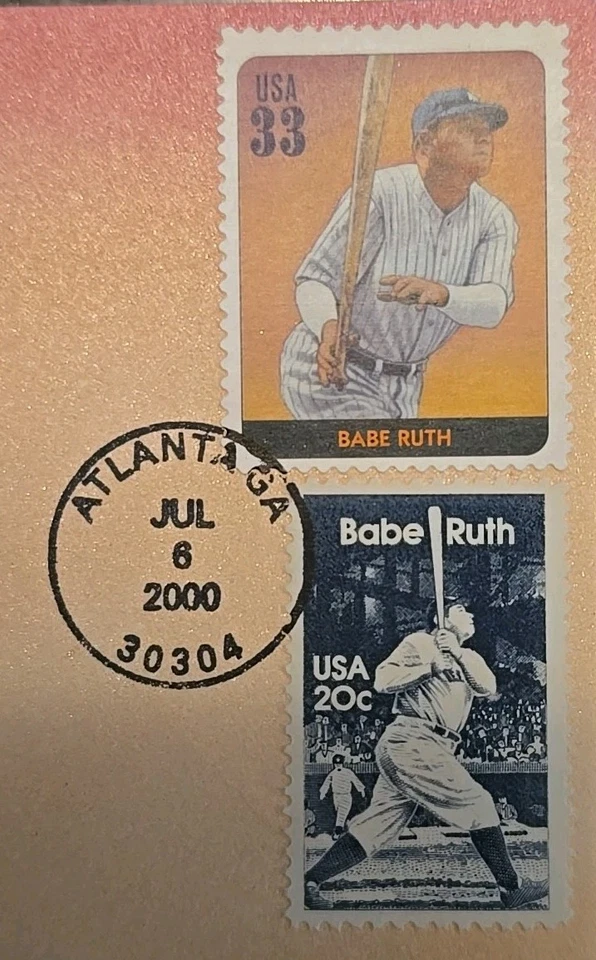 USA
33
BABE RUTH
ATLANTA GA
JUL
6
2000
30304
Babe Ruth
USA
20c